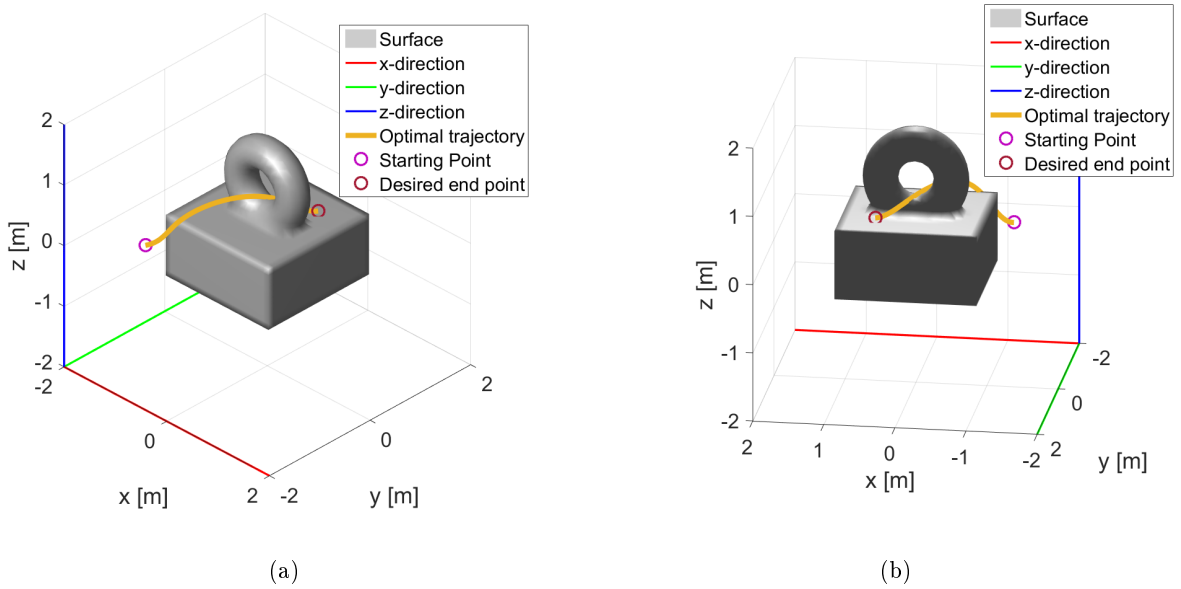 Surface
x-direction
y-direction
z-direction
Optimal trajectory
Starting Point
Desired end point
2
1
0
-1
-2
z [m]
-2
0
2
x [m]
-2
0
2
y [m]
(a)
Surface
x-direction
y-direction
z-direction
Optimal trajectory
Starting Point
Desired end point
2
1
0
-1
-2
z [m]
2
1
0
-1
-2
x [m]
-2
0
2
y [m]
(b)